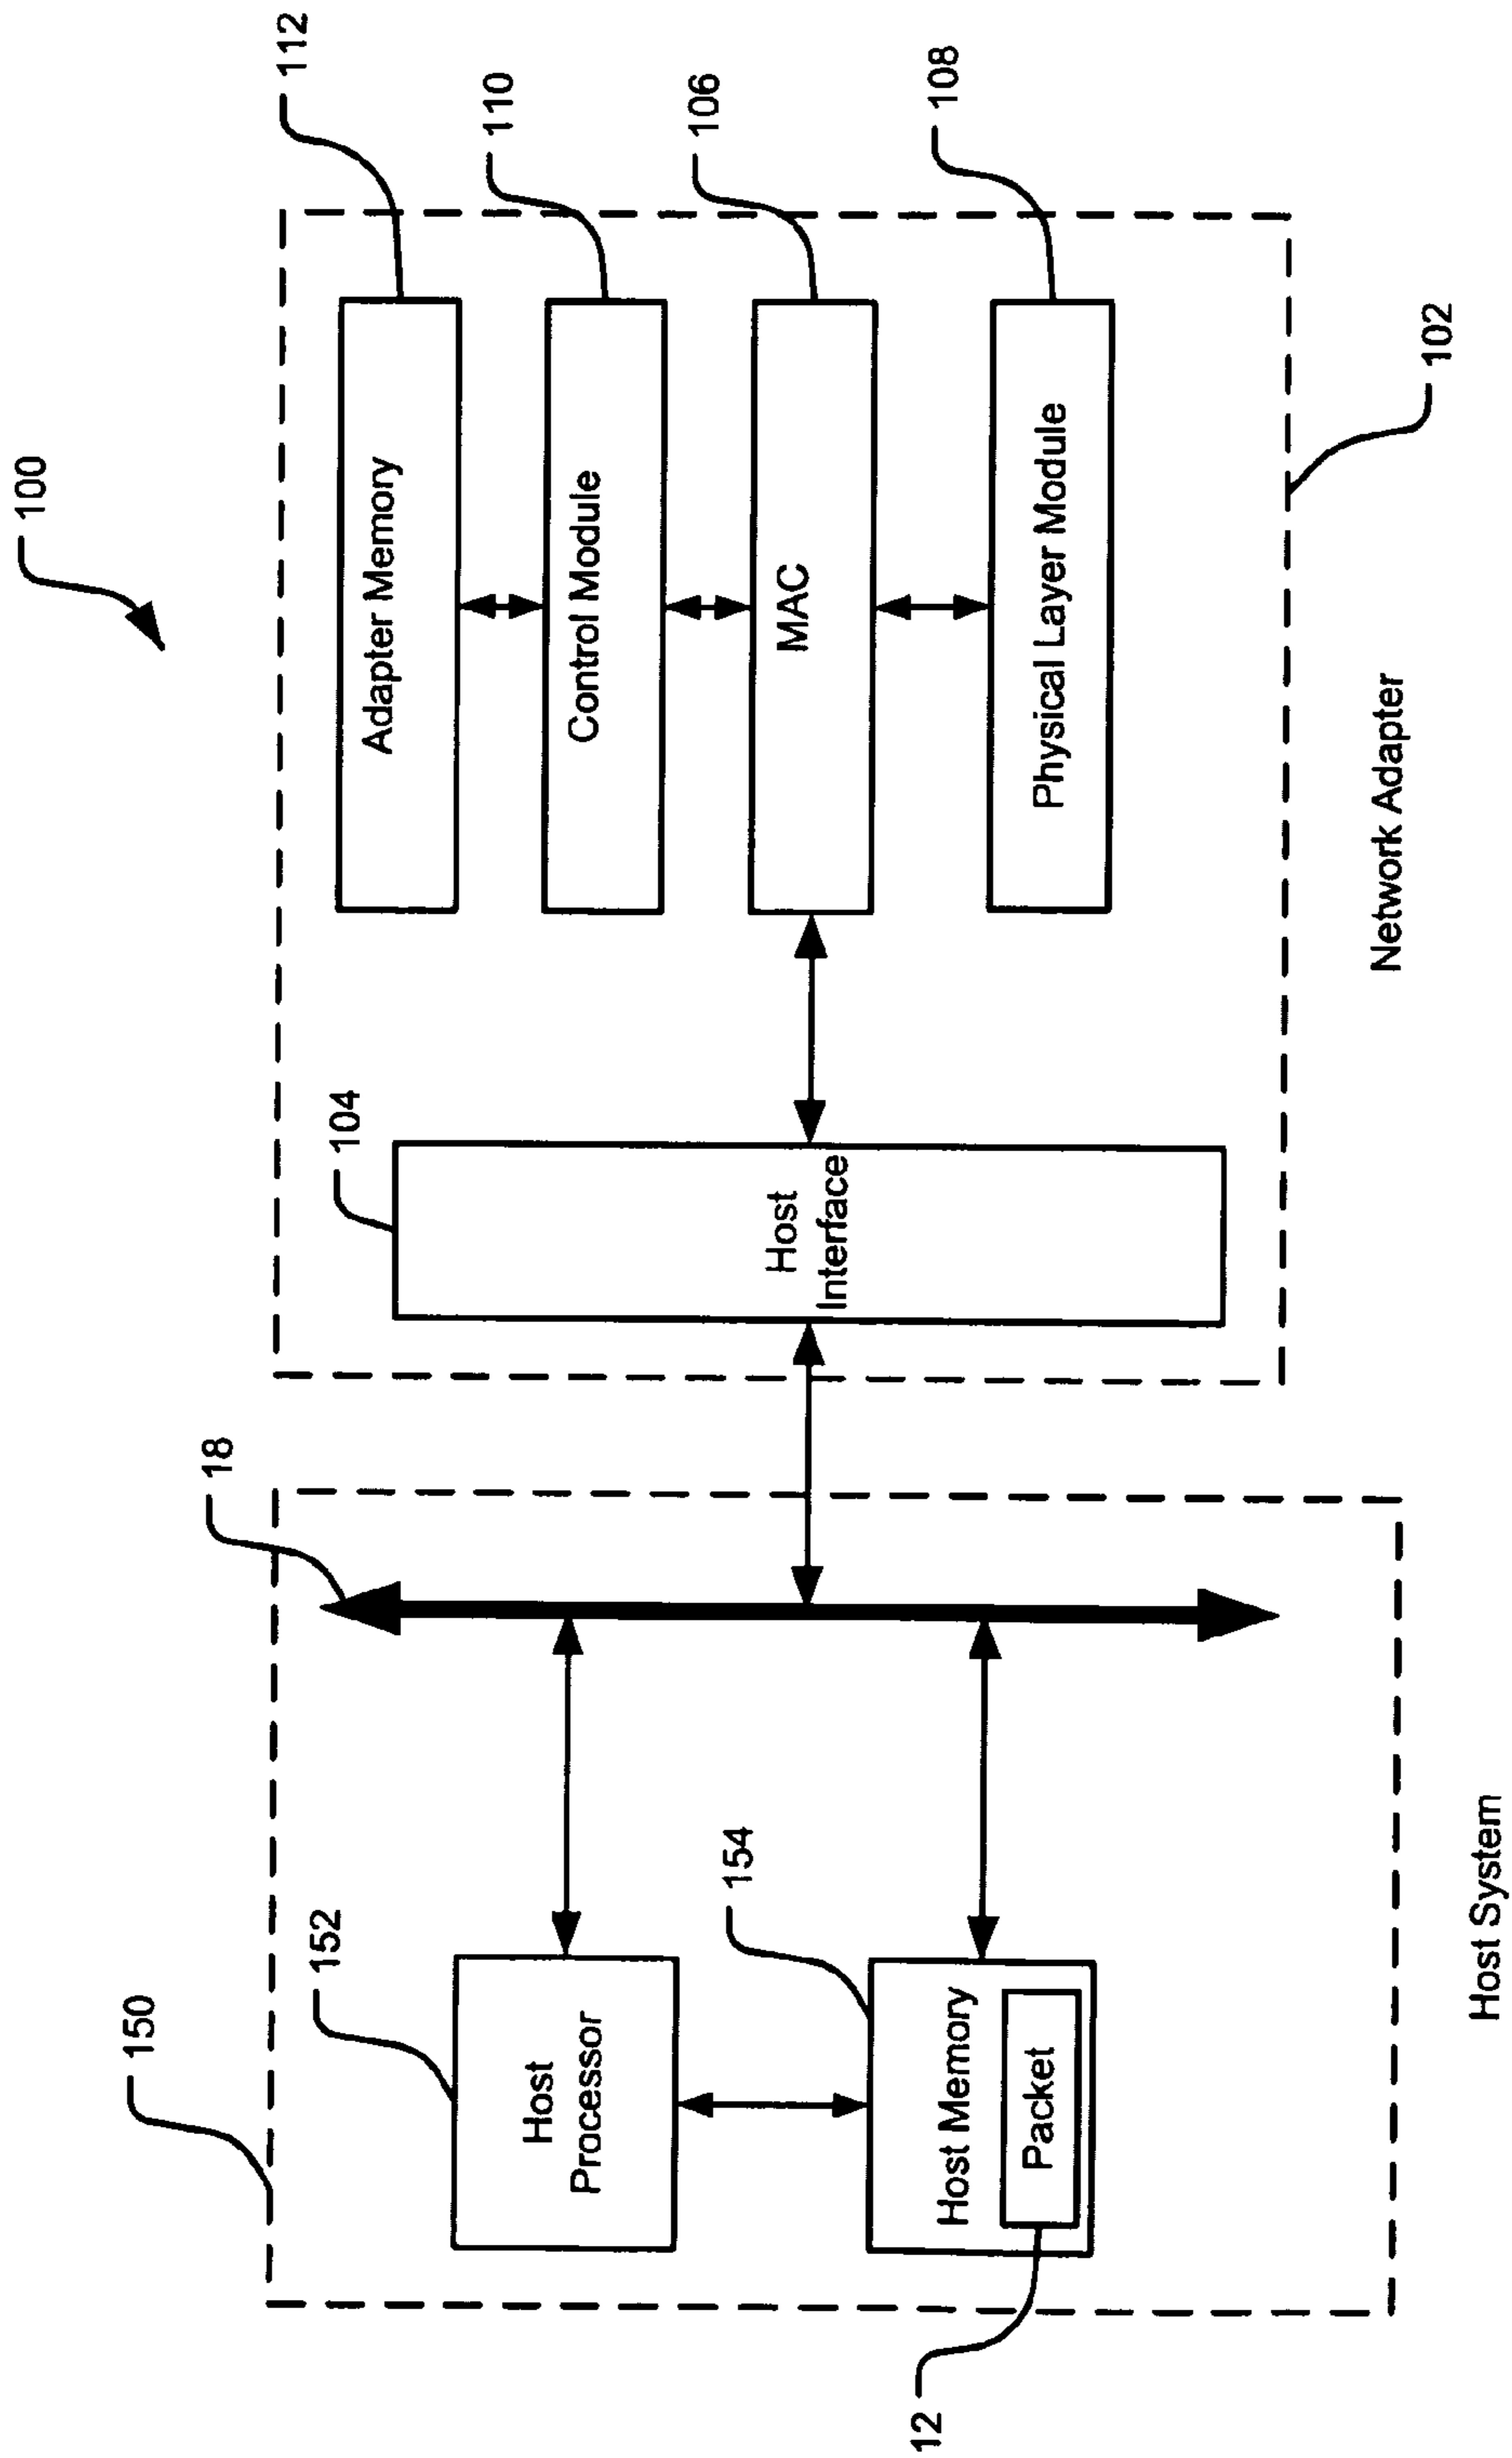 100
150
152
Host
Processor
154
Host Memory
Packet
12
18
Host System
104
Host
Interface
112
Adapter Memory
110
Control Module
106
MAC
108
Physical Layer Module
102
Network Adapter